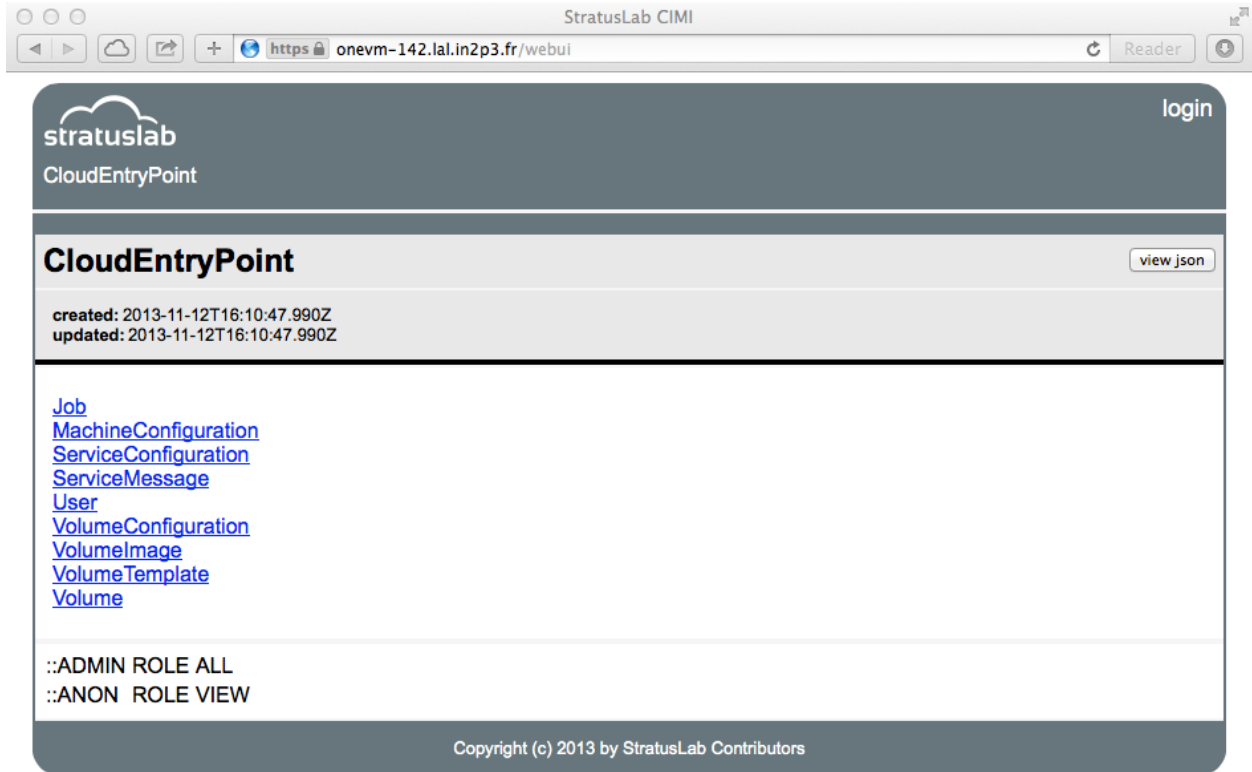 StratusLab CIMI
https onevm-142.lal.in2p3.fr/webui Reader
login
stratuslab
CloudEntryPoint
CloudEntryPoint
view json
created: 2013-11-12T16:10:47.990Z
updated: 2013-11-12T16:10:47.990Z
Job
MachineConfiguration
ServiceConfiguration
ServiceMessage
User
VolumeConfiguration
VolumeImage
VolumeTemplate
Volume
::ADMIN ROLE ALL
::ANON ROLE VIEW
Copyright (c) 2013 by StratusLab Contributors